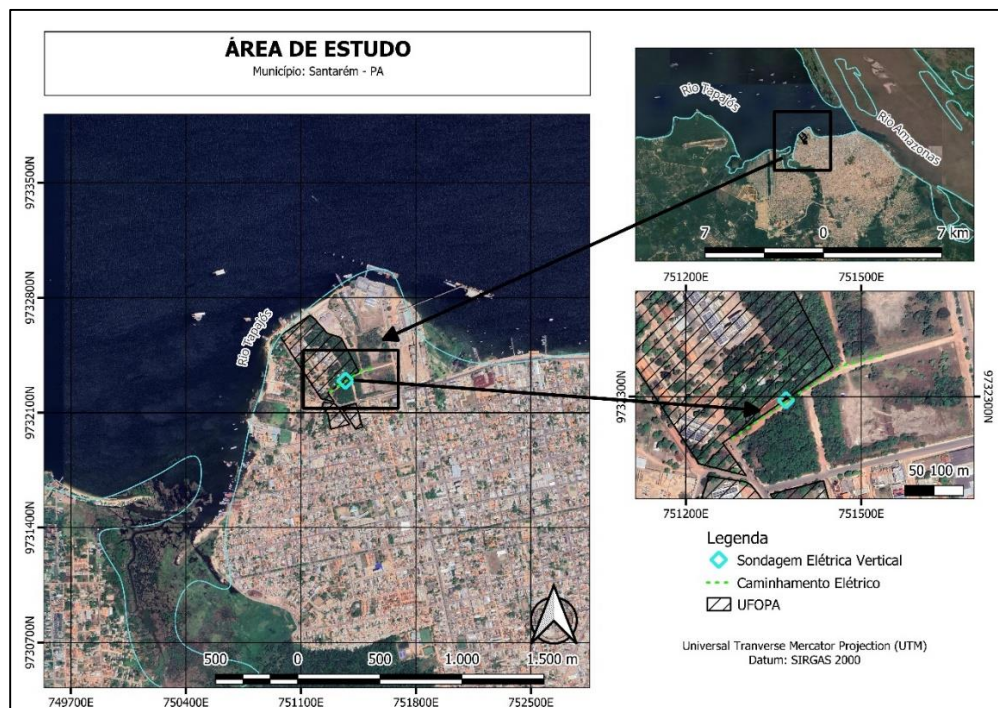 ÁREA DE ESTUDO
Município: Santarém - PA
9733500N
9732800N
9732100N
9731400N
9730700N
Rio Tapajós
500 0 500 1.000 1.500 m
749700E 750400E 751100E 751800E 752500E
Rio Tapajós
Rio Amazonas
7 0 7 km
751200E 751500E
9732300N
9732300N
50 100 m
751200E 751500E
Legenda
Sondagem Elétrica Vertical
Caminhamento Elétrico
UFOPA
Universal Tranverse Mercator Projection (UTM)
Datum: SIRGAS 2000